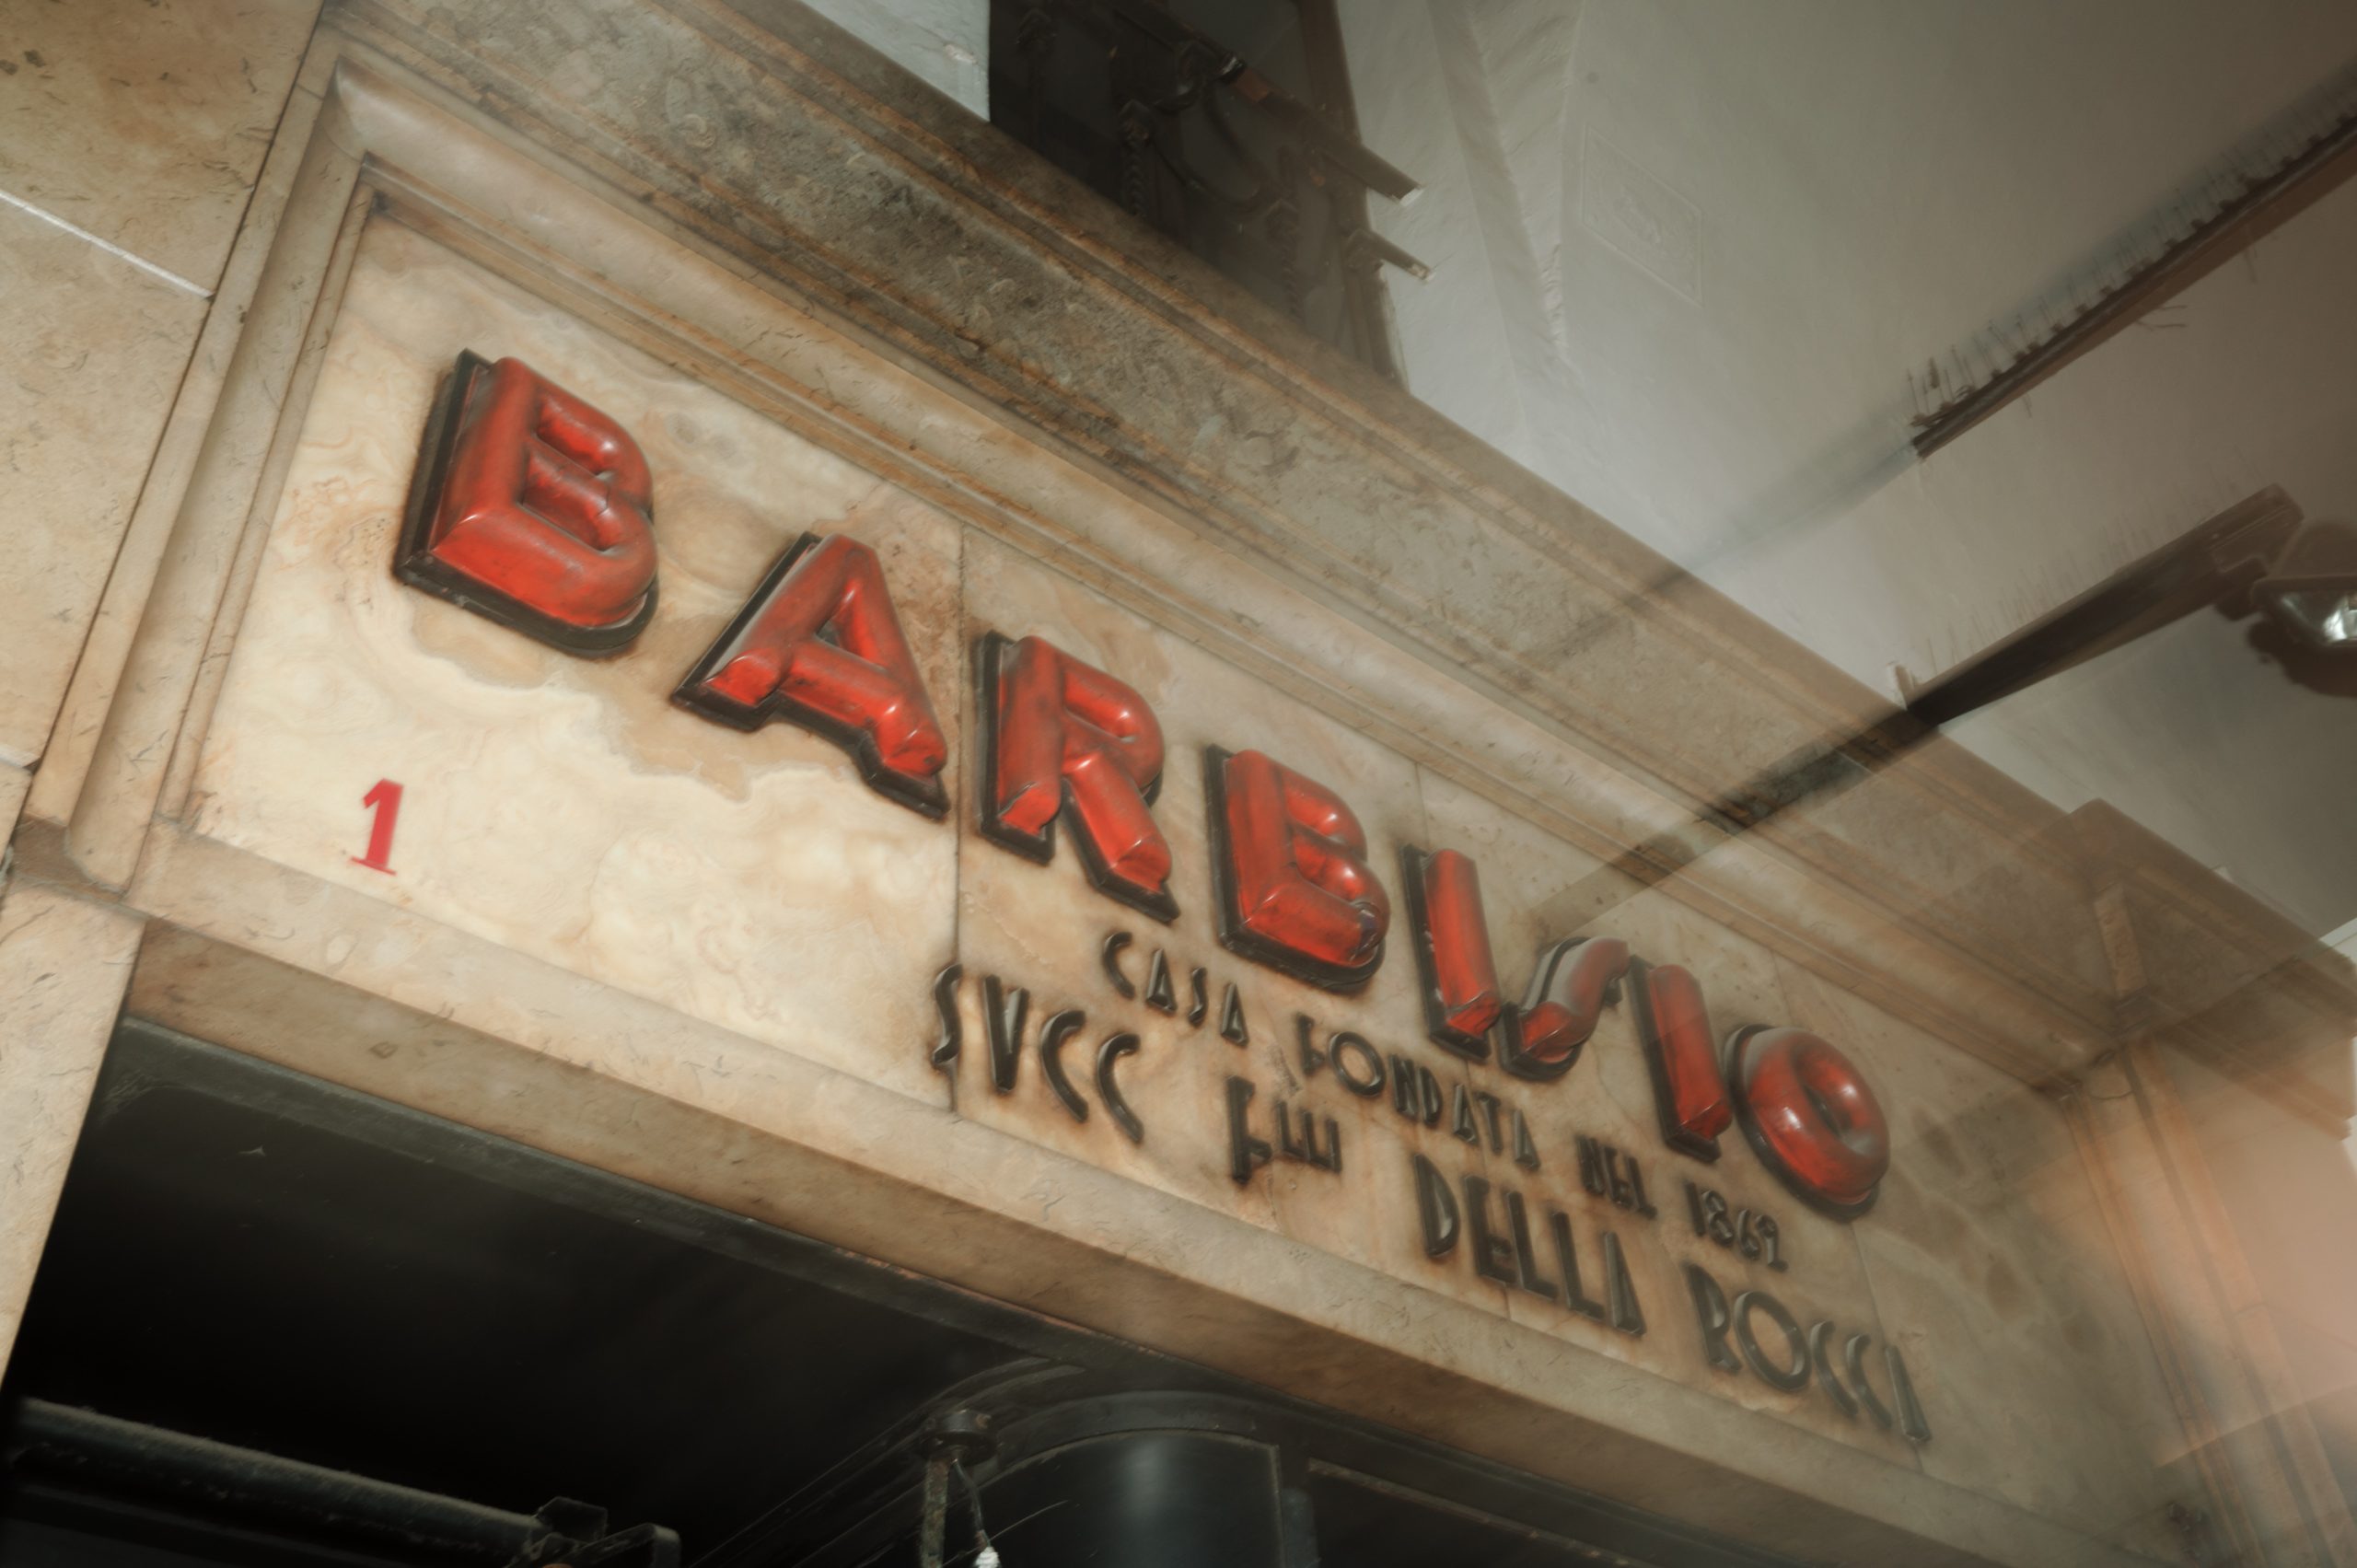 BARBISIO
1
CASA FONDATA NEL 1862
SVCC F.LLI DELLA ROCCA